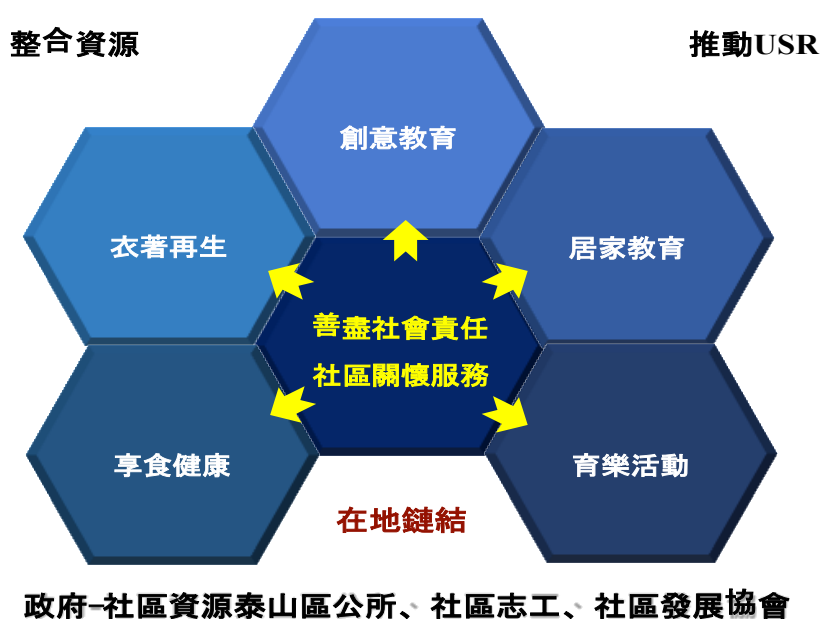 整合資源
推動USR
創意教育
衣著再生
居家教育
善盡社會責任
社區關懷服務
享食健康
育樂活動
在地鏈結
政府-社區資源泰山區公所、社區志工、社區發展協會